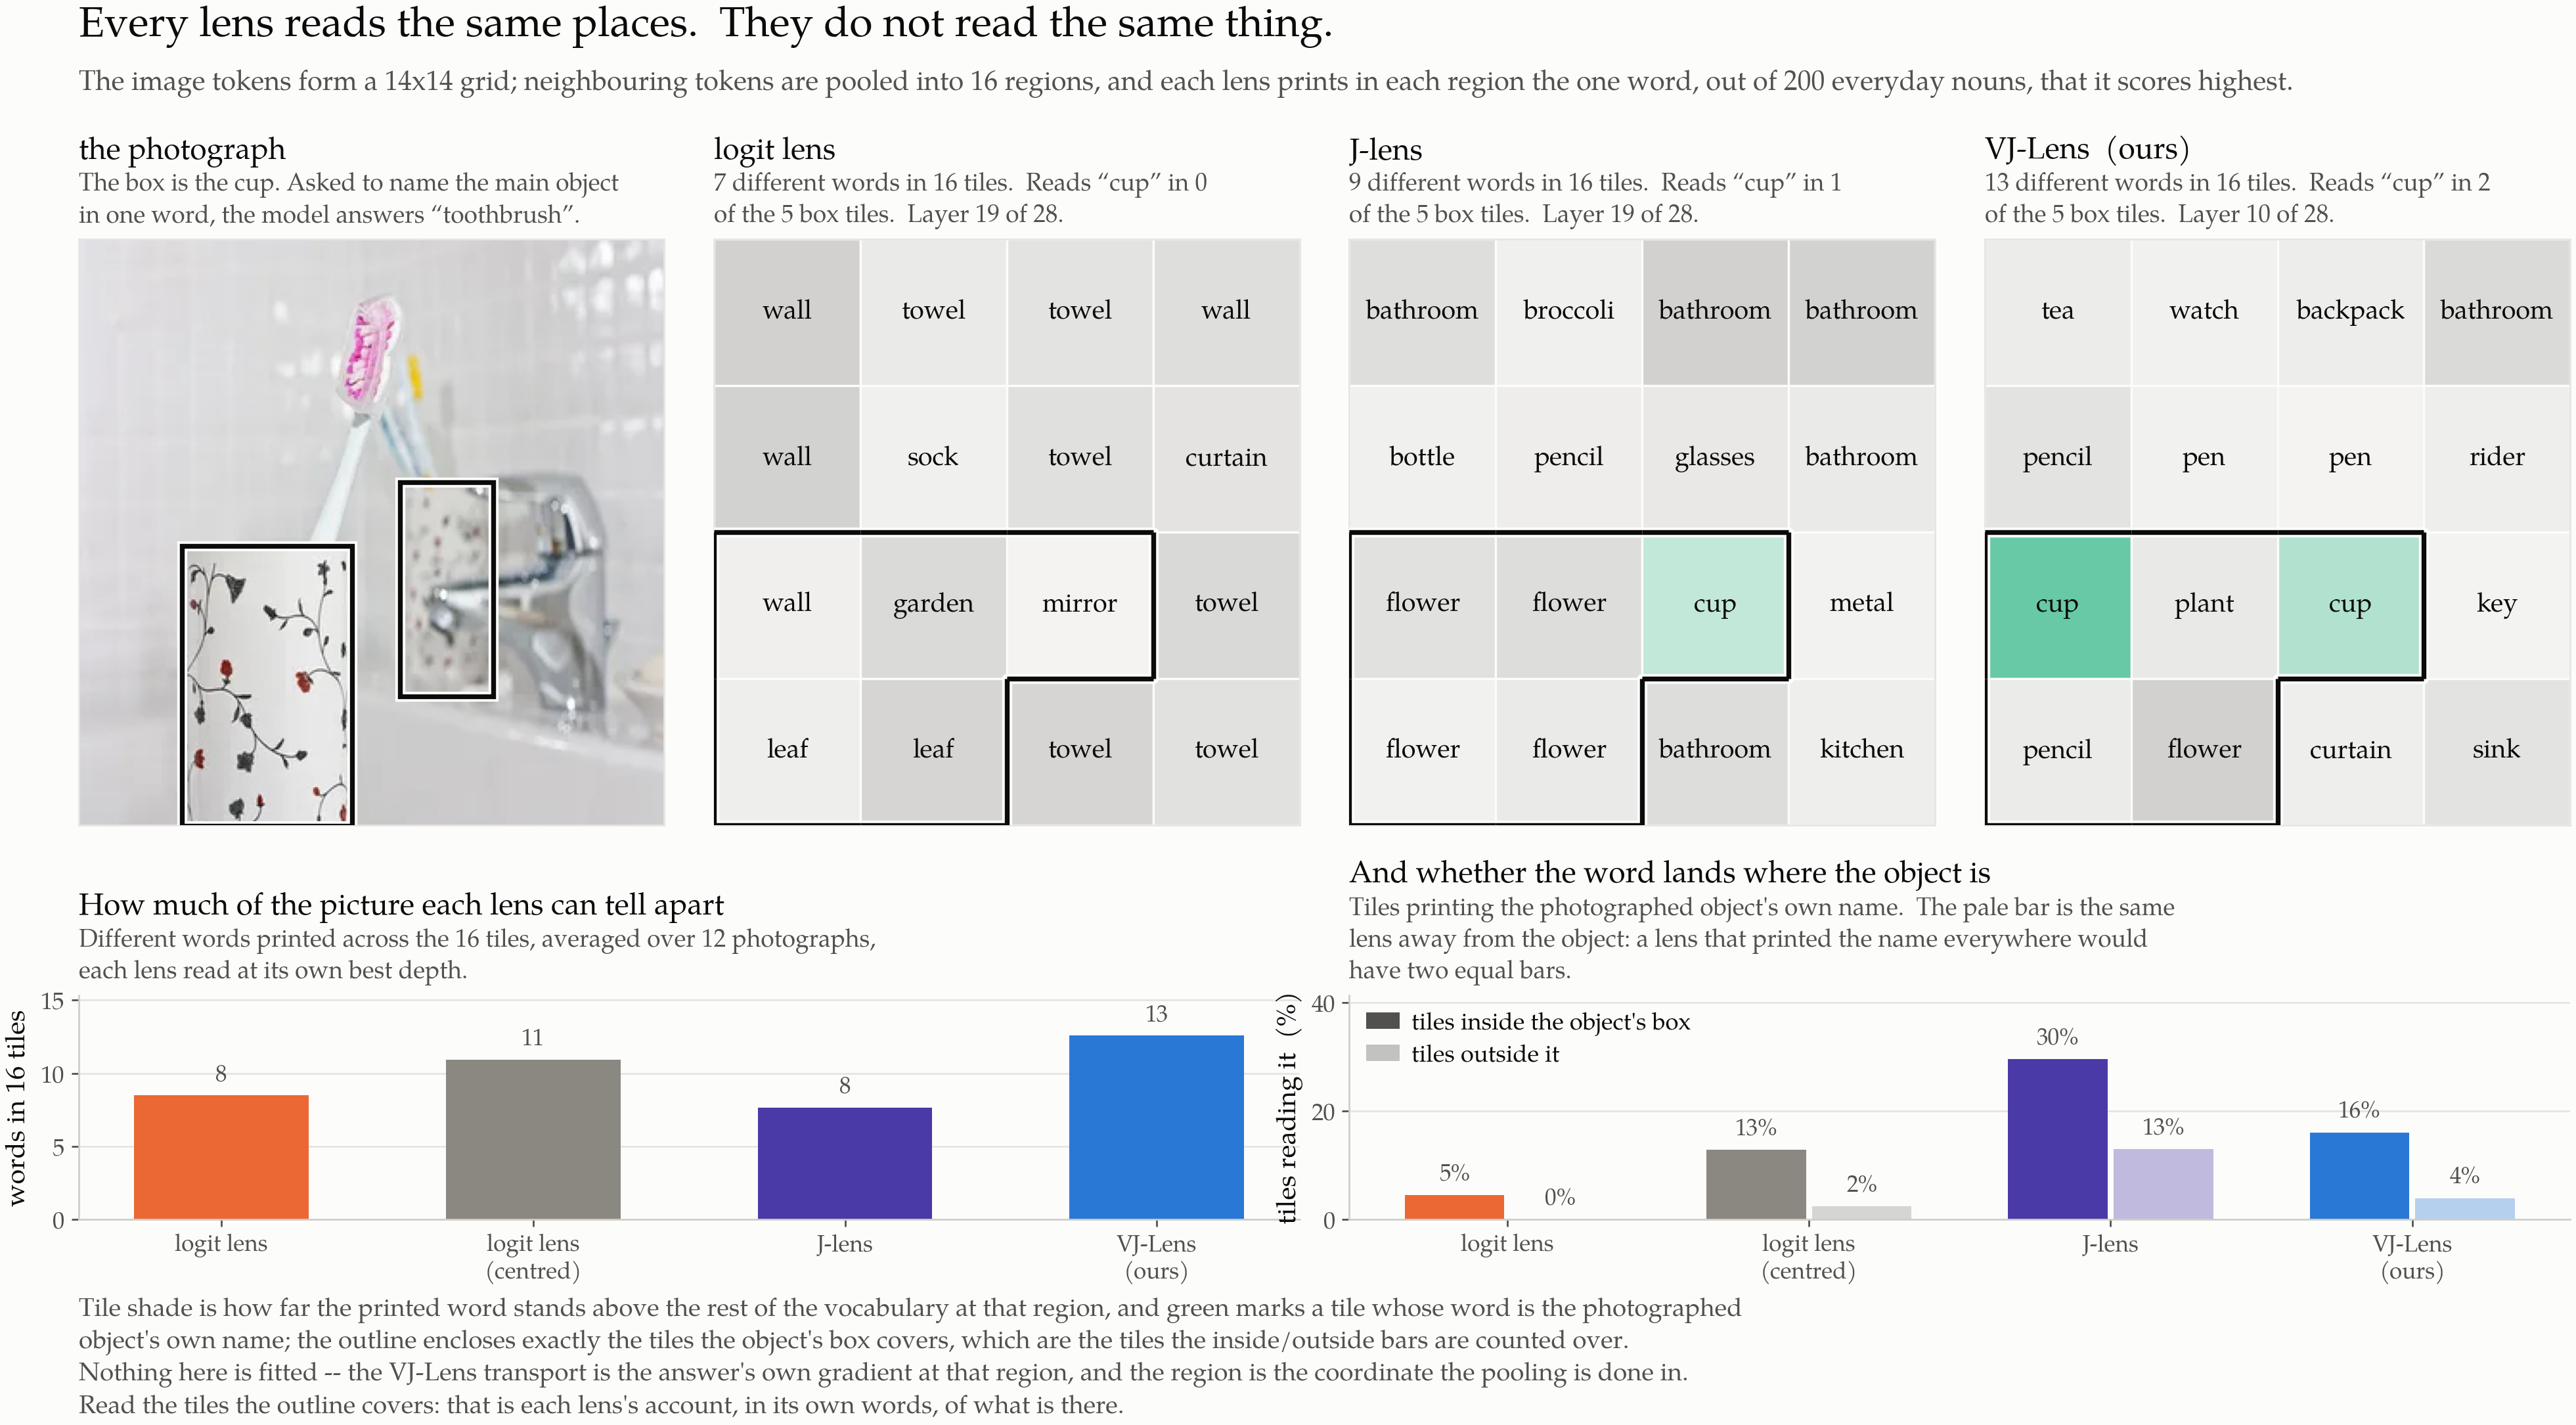 Every lens reads the same places.  They do not read the same thing.
The image tokens form a 14x14 grid; neighbouring tokens are pooled into 16 regions, and each lens prints in each region the one word, out of 200 everyday nouns, that it scores highest.
the photograph
The box is the cup. Asked to name the main object
in one word, the model answers “toothbrush”.
logit lens
7 different words in 16 tiles.  Reads “cup” in 0
of the 5 box tiles.  Layer 19 of 28.
wall towel towel wall
wall sock towel curtain
wall garden mirror towel
leaf leaf towel towel
J-lens
9 different words in 16 tiles.  Reads “cup” in 1
of the 5 box tiles.  Layer 19 of 28.
bathroom broccoli bathroom bathroom
bottle pencil glasses bathroom
flower flower cup metal
flower flower bathroom kitchen
VJ-Lens  (ours)
13 different words in 16 tiles.  Reads “cup” in 2
of the 5 box tiles.  Layer 10 of 28.
tea watch backpack bathroom
pencil pen pen rider
cup plant cup key
pencil flower curtain sink
How much of the picture each lens can tell apart
Different words printed across the 16 tiles, averaged over 12 photographs,
each lens read at its own best depth.
words in 16 tiles
15
10
5
0
8 11 8 13
logit lens
logit lens
(centred)
J-lens
VJ-Lens
(ours)
And whether the word lands where the object is
Tiles printing the photographed object's own name.  The pale bar is the same
lens away from the object: a lens that printed the name everywhere would
have two equal bars.
tiles reading it  (%)
40
20
0
tiles inside the object's box
tiles outside it
5% 0% 13% 2% 30% 13% 16% 4%
logit lens
logit lens
(centred)
J-lens
VJ-Lens
(ours)
Tile shade is how far the printed word stands above the rest of the vocabulary at that region, and green marks a tile whose word is the photographed
object's own name; the outline encloses exactly the tiles the object's box covers, which are the tiles the inside/outside bars are counted over.
Nothing here is fitted -- the VJ-Lens transport is the answer's own gradient at that region, and the region is the coordinate the pooling is done in.
Read the tiles the outline covers: that is each lens's account, in its own words, of what is there.